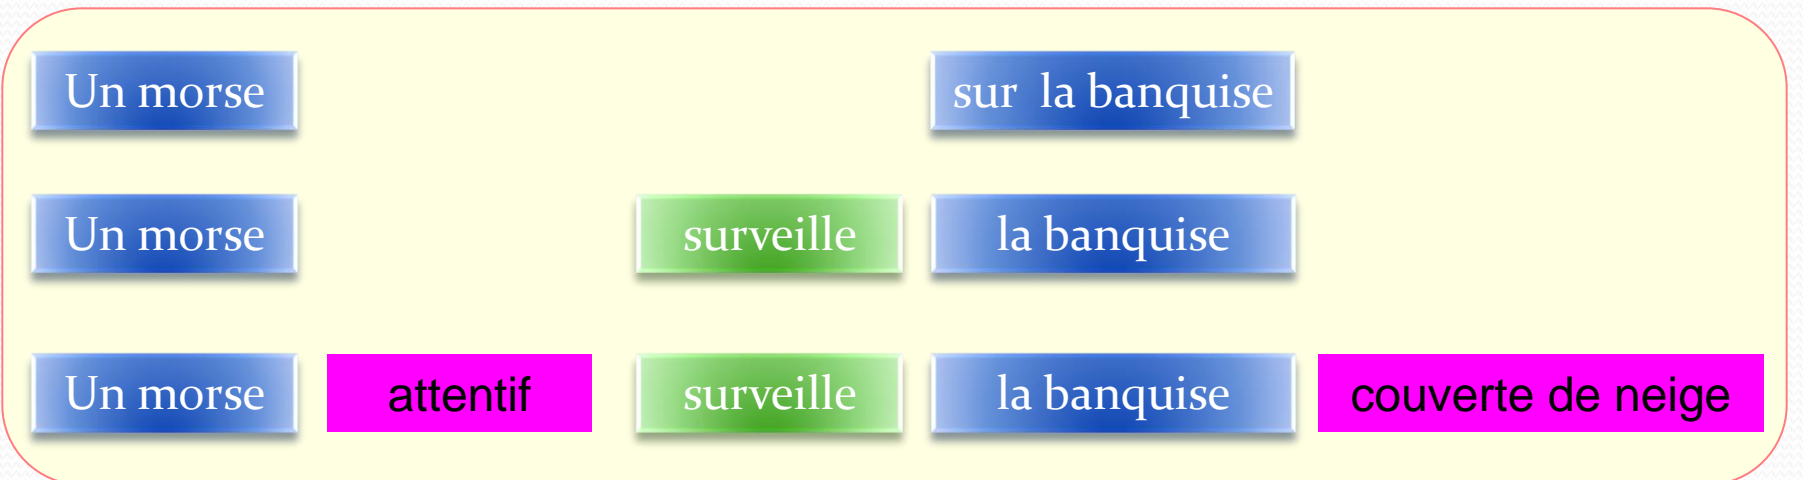 Un morse sur la banquise
Un morse surveille la banquise
Un morse attentif surveille la banquise couverte de neige